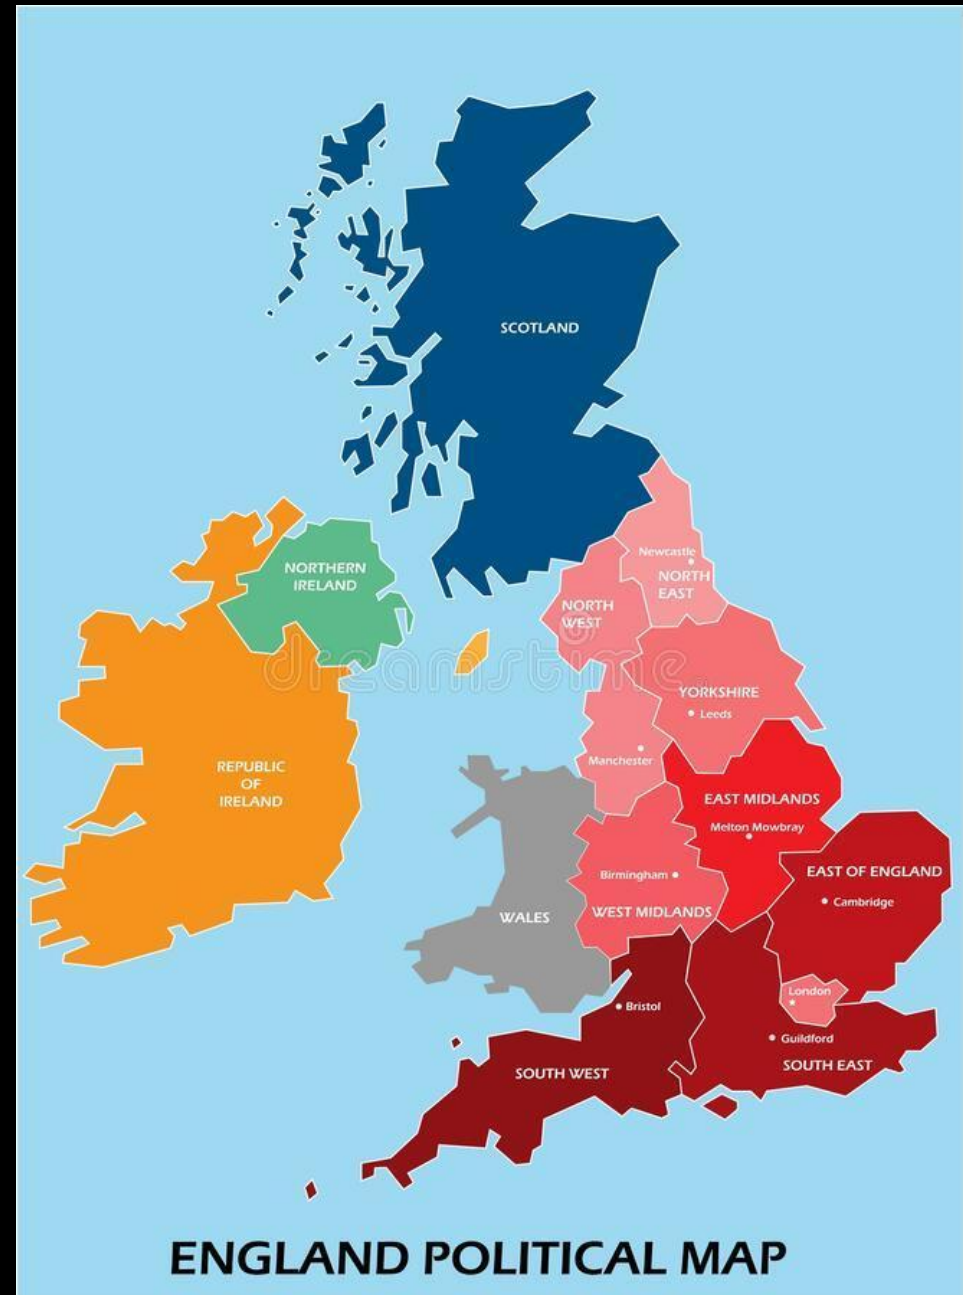 SCOTLAND
Newcastle
NORTH
EAST
NORTHERN
IRELAND
NORTH
WEST
dreamstime
YORKSHIRE
Leeds
Manchester
REPUBLIC
OF
IRELAND
EAST MIDLANDS
Melton Mowbray
EAST OF ENGLAND
Birmingham
Cambridge
WALES
WEST MIDLANDS
London
Bristol
Guildford
SOUTH WEST
SOUTH EAST
ENGLAND POLITICAL MAP